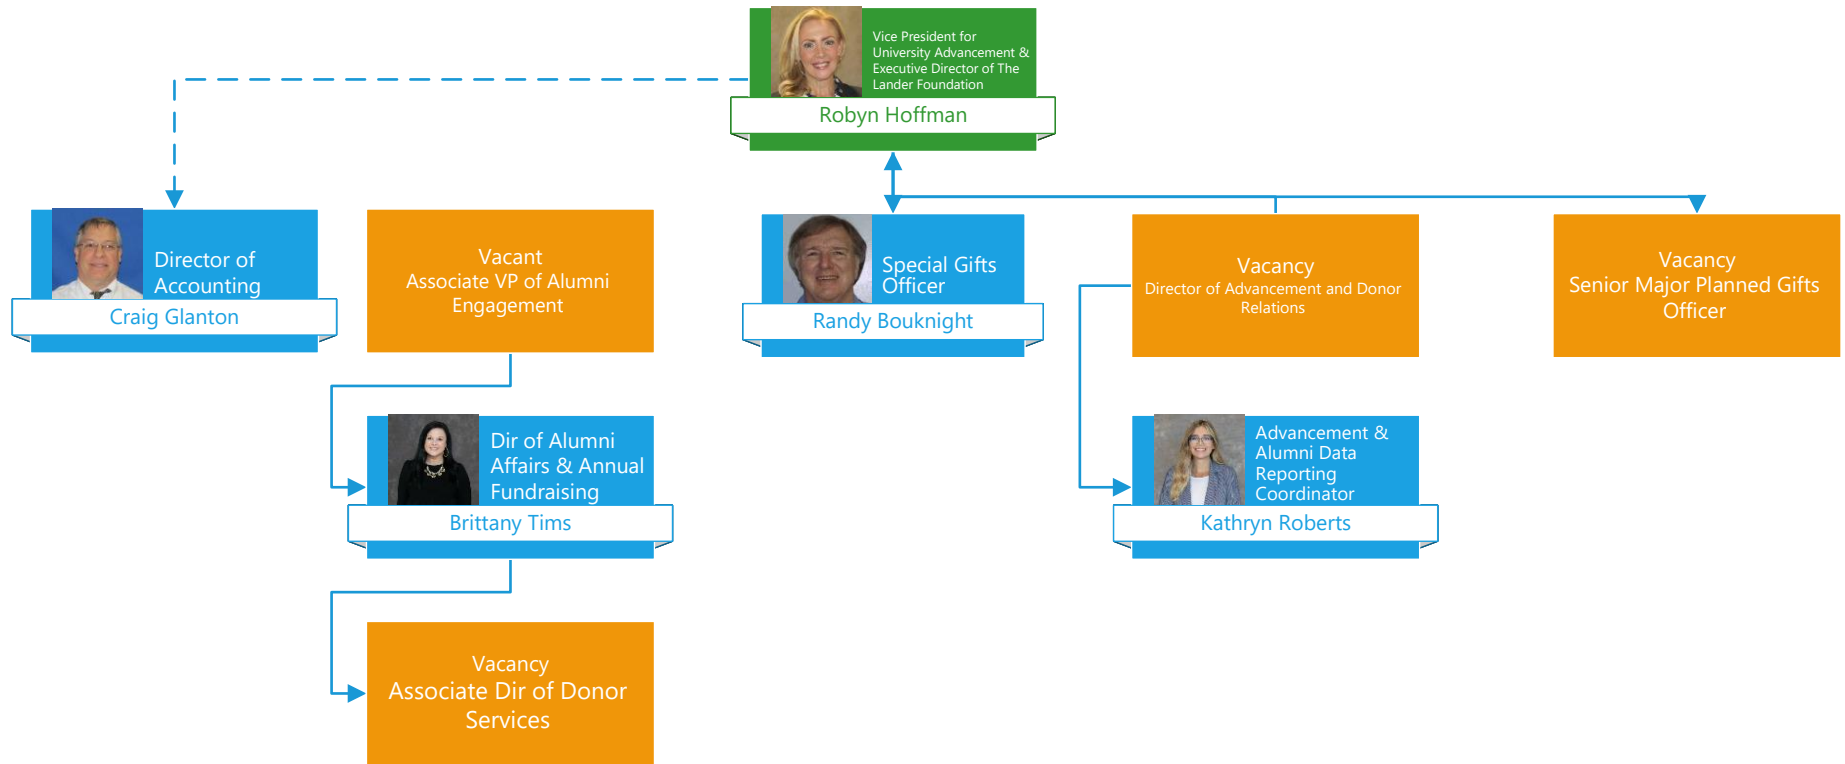 Vice President for
University Advancement &
Executive Director of The
Lander Foundation
Robyn Hoffman
Director of
Accounting
Craig Glanton
Vacant
Associate VP of Alumni
Engagement
Special Gifts
Officer
Randy Bouknight
Vacancy
Director of Advancement and Donor
Relations
Vacancy
Senior Major Planned Gifts
Officer
Dir of Alumni
Affairs & Annual
Fundraising
Brittany Tims
Advancement &
Alumni Data
Reporting
Coordinator
Kathryn Roberts
Vacancy
Associate Dir of Donor
Services